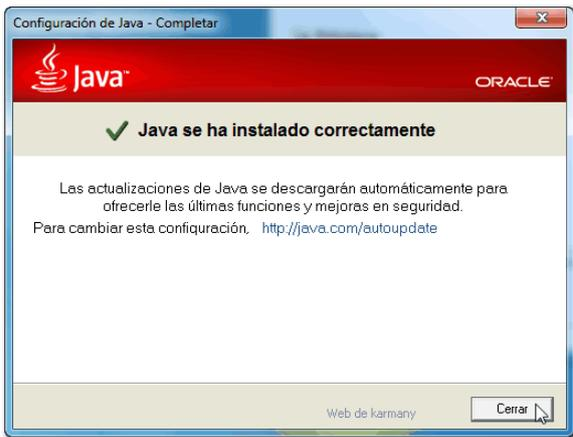 Configuración de Java - Completar
Java™
ORACLE®
Java se ha instalado correctamente
Las actualizaciones de Java se descargarán automáticamente para
ofrecerle las últimas funciones y mejoras en seguridad.
Para cambiar esta configuración, http://java.com/autoupdate
Web de karmany
Cerrar